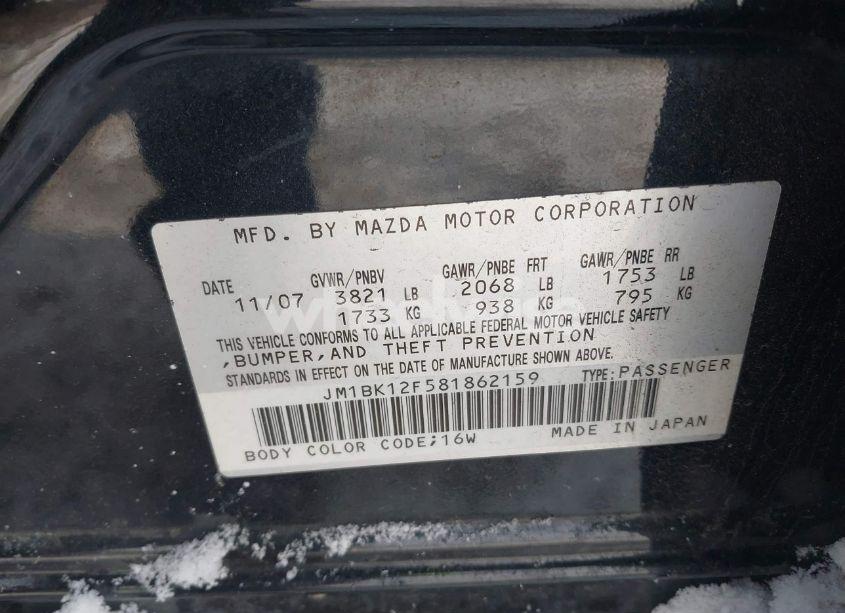 MFD. BY MAZDA MOTOR CORPORATION
DATE GVWR/PNBV GAWR/PNBE FRT GAWR/PNBE RR
11/07 3821 LB 2068 LB 1753 LB
1733 KG 938 KG 795 KG
THIS VEHICLE CONFORMS TO ALL APPLICABLE FEDERAL MOTOR VEHICLE SAFETY
,BUMPER,AND THEFT PREVENTION
STANDARDS IN EFFECT ON THE DATE OF MANUFACTURE SHOWN ABOVE.
JM1BK12F581862159 TYPE:PASSENGER
BODY COLOR CODE;16W MADE IN JAPAN